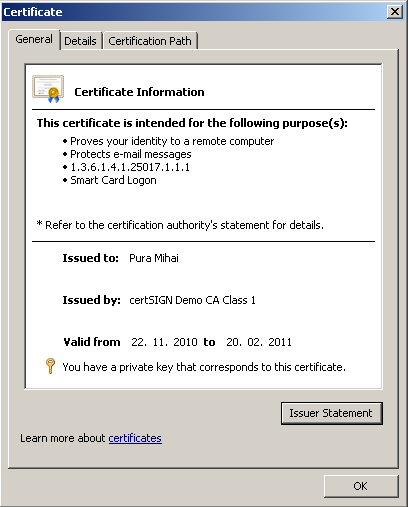 Certificate
General Details Certification Path
Certificate Information
This certificate is intended for the following purpose(s):
• Proves your identity to a remote computer
• Protects e-mail messages
• 1.3.6.1.4.1.25017.1.1.1
• Smart Card Logon
* Refer to the certification authority's statement for details.
Issued to: Pura Mihai
Issued by: certSIGN Demo CA Class 1
Valid from 22. 11. 2010 to 20. 02. 2011
You have a private key that corresponds to this certificate.
Issuer Statement
Learn more about certificates
OK